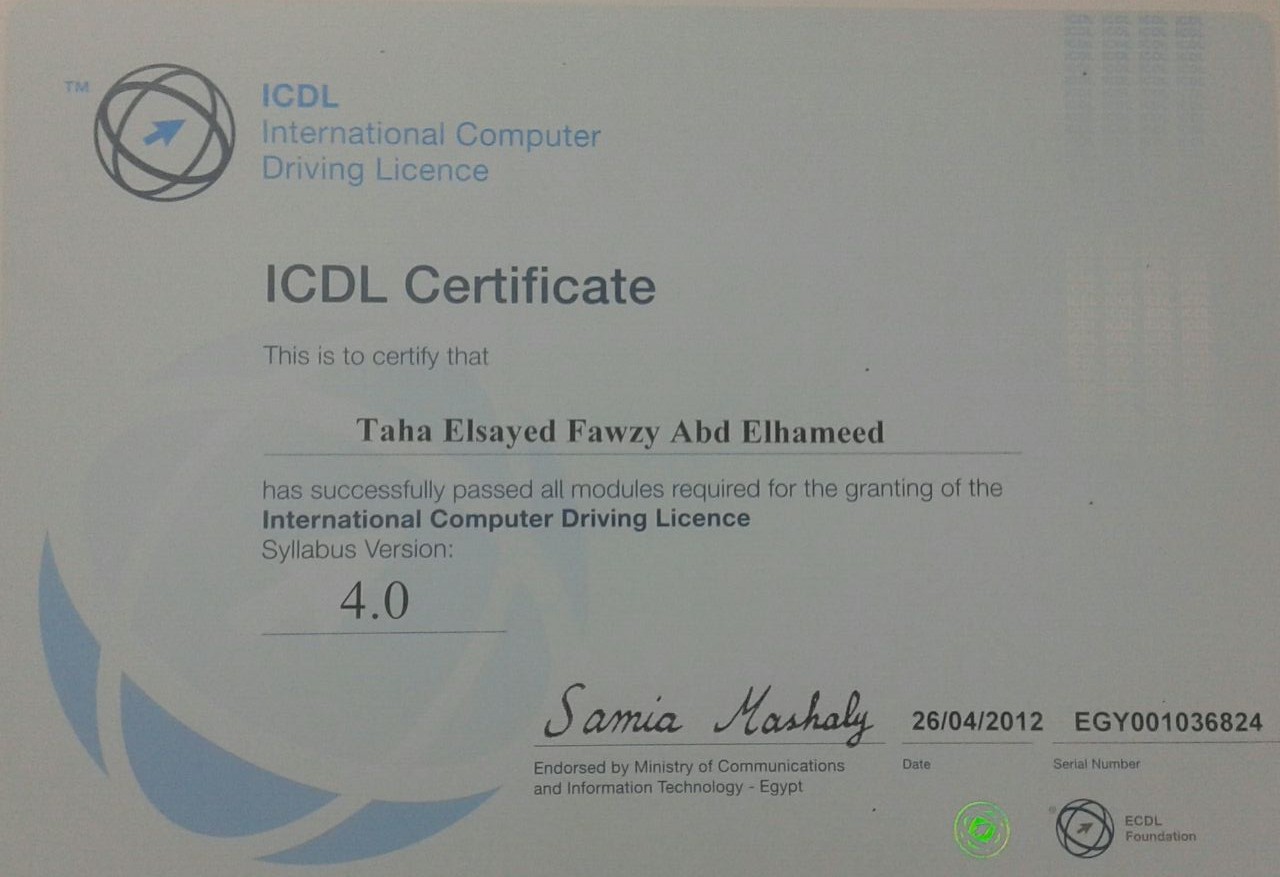 TM
ICDL
International Computer
Driving Licence
ICDL Certificate
This is to certify that
Taha Elsayed Fawzy Abd Elhameed
has successfully passed all modules required for the granting of the
International Computer Driving Licence
Syllabus Version:
4.0
Samia Mashaly 26/04/2012 EGY001036824
Endorsed by Ministry of Communications Date Serial Number
and Information Technology - Egypt
® ECDL
Foundation